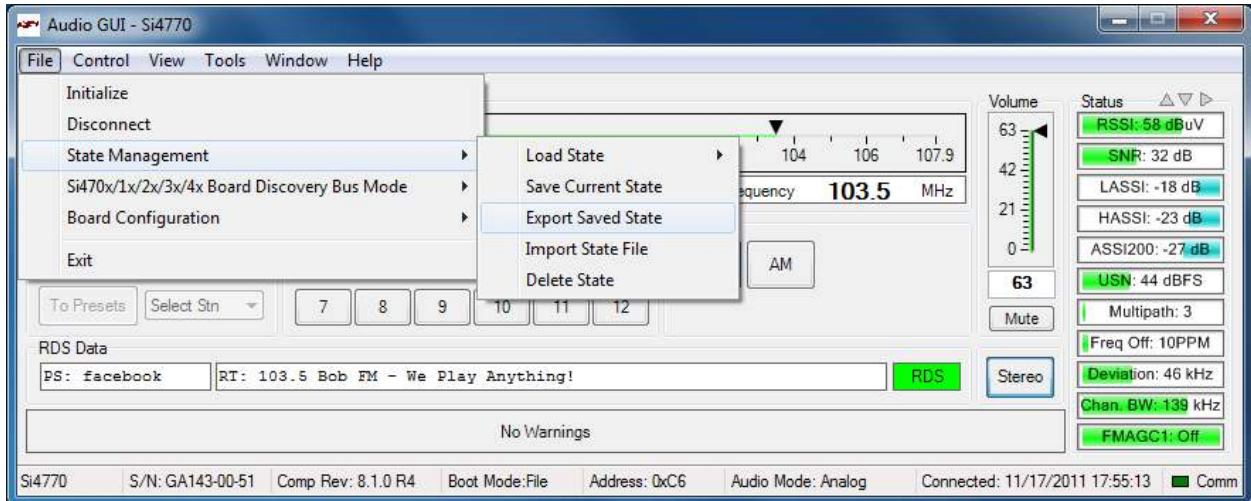 Audio GUI - Si4770
File Control View Tools Window Help
Initialize
Disconnect
State Management
Si470x/1x/2x/3x/4x Board Discovery Bus Mode
Board Configuration
Exit
Load State
Save Current State
Export Saved State
Import State File
Delete State
104 106 107.9
equency 103.5 MHz
AM
To Presets Select Stn 7 8 9 10 11 12
Volume
63
42
21
0
63
Mute
Stereo
Status
RSSI: 58 dBuV
SNR: 32 dB
LASSI: -18 dB
HASSI: -23 dB
ASSI200: -27 dB
USN: 44 dBFS
Multipath: 3
Freq Off: 10PPM
Deviation: 46 kHz
Chan. BW: 139 kHz
FMAGC1: Off
RDS Data
PS: facebook RT: 103.5 Bob FM - We Play Anything! RDS
No Warnings
Si4770 S/N: GA143-00-51 Comp Rev: 8.1.0 R4 Boot Mode:File Address: 0xC6 Audio Mode: Analog Connected: 11/17/2011 17:55:13 Comm